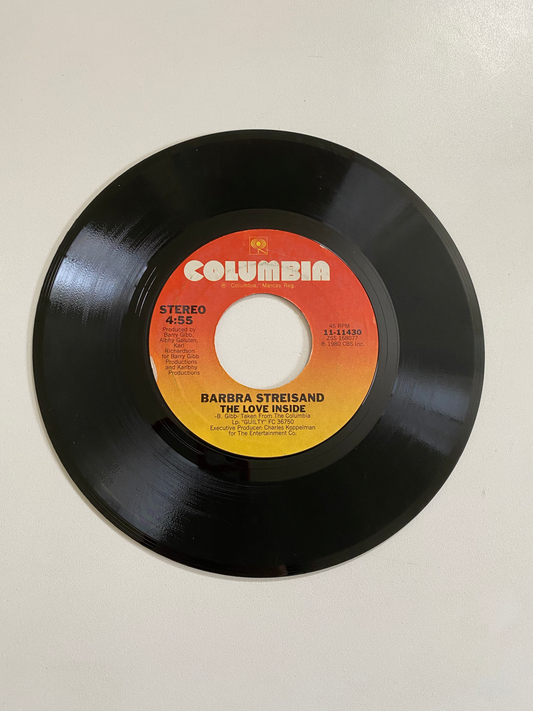 COLUMBIA
® "Columbia," Marcas Reg.
STEREO
4:55
Produced by
Barry Gibb,
Albhy Galuten,
Karl
Richardson
for Barry Gibb
Productions
and Karlbby
Productions
45 RPM
11-11430
ZSS 168077
℗ 1980 CBS Inc.
BARBRA STREISAND
THE LOVE INSIDE
-B. Gibb- Taken From The Columbia
Lp: "GUILTY" FC 36750
Executive Producer: Charles Koppelman
for The Entertainment Co.